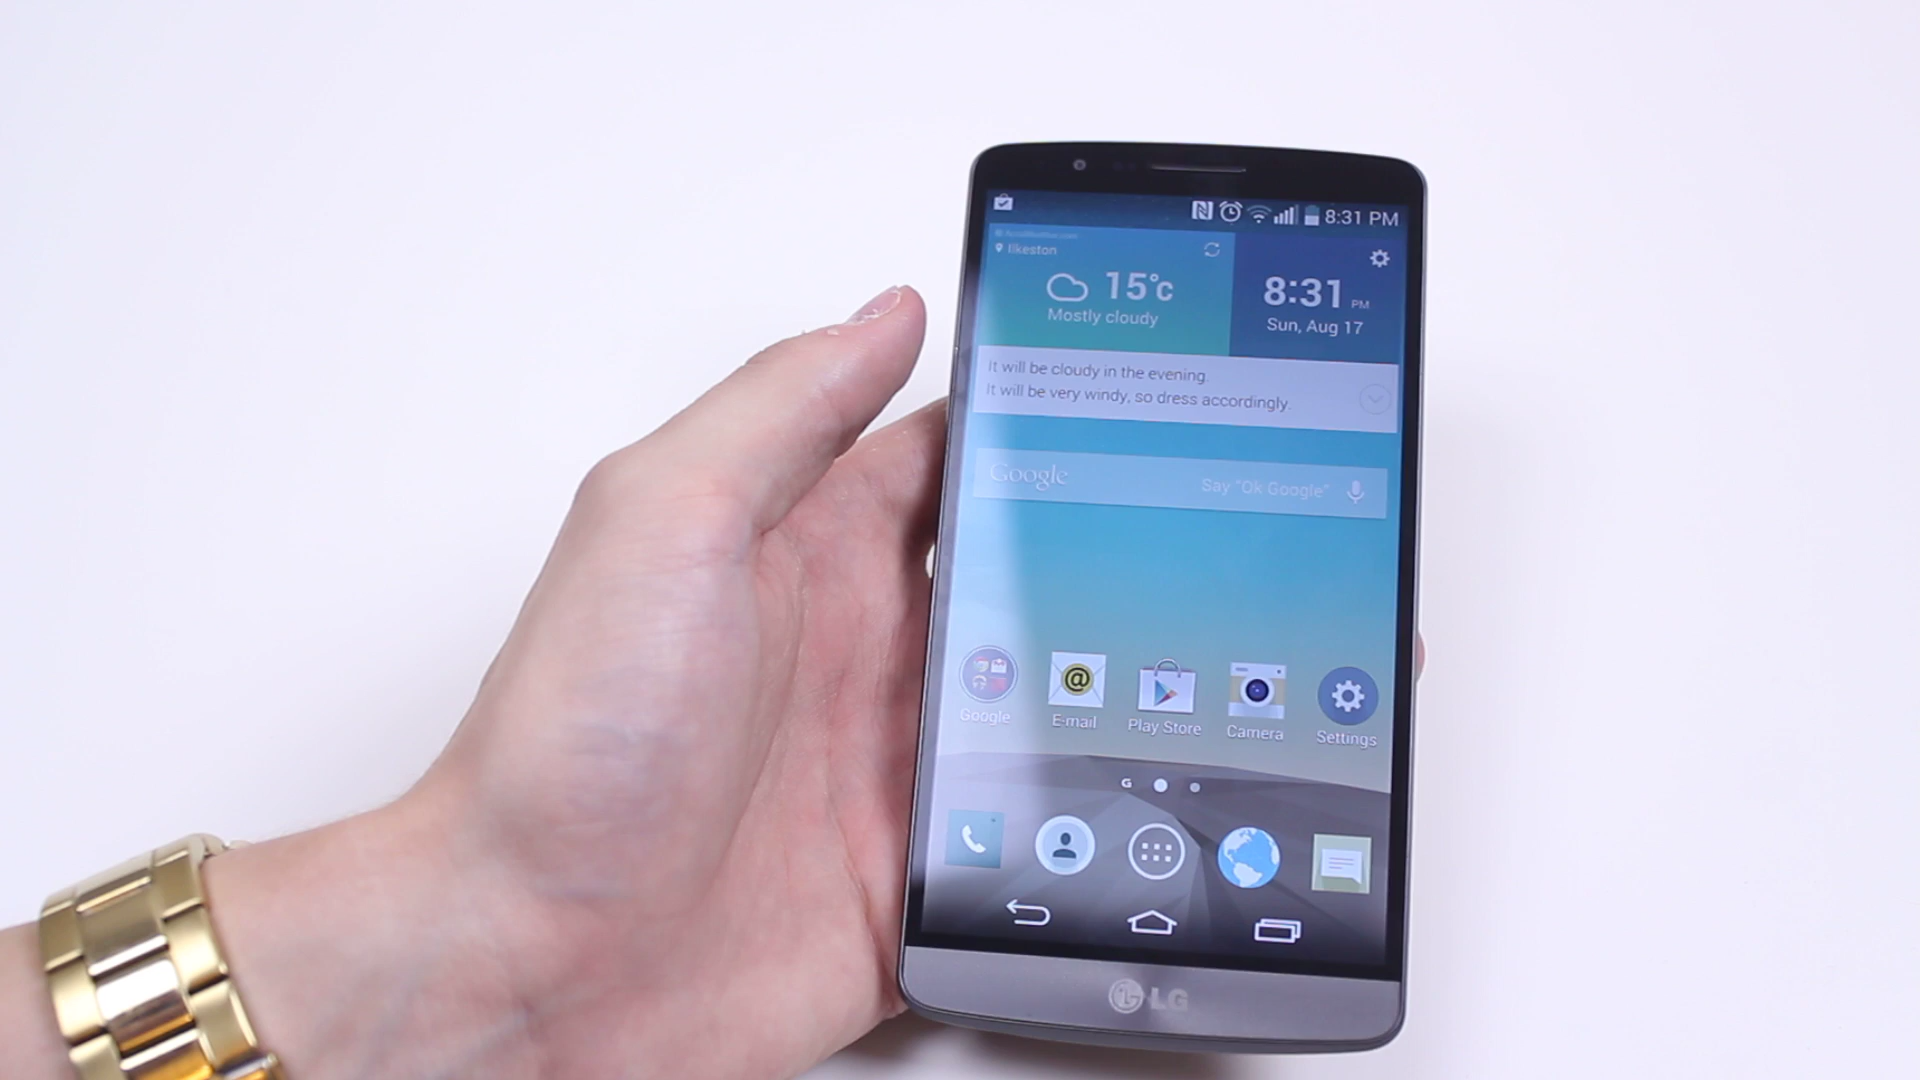 8:31 PM
Ilkeston
15°c
Mostly cloudy
8:31 PM
Sun, Aug 17
It will be cloudy in the evening.
It will be very windy, so dress accordingly.
Google
Say "Ok Google"
Google
E-mail
Play Store
Camera
Settings
G
LG